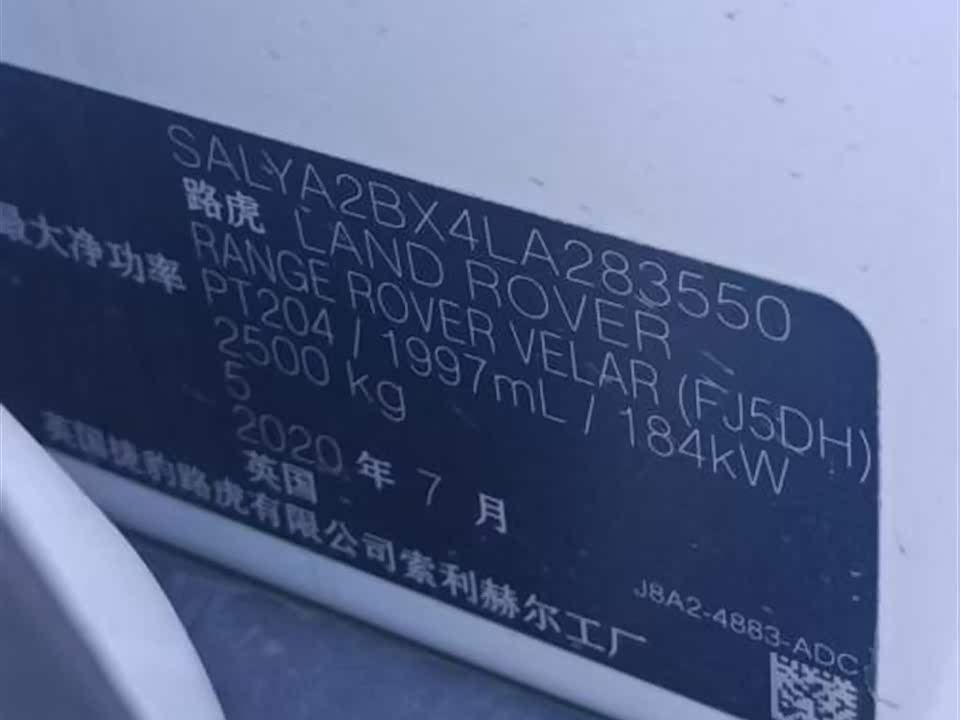 SALYA2BX4LA283550
路虎 LAND ROVER
RANGE ROVER VELAR (FJ5DH)
最大净功率 PT204 / 1997mL / 184kW
2500 kg
5
2020 年 7 月
英国
英国捷豹路虎有限公司索利赫尔工厂
J8A2-4883-ADC